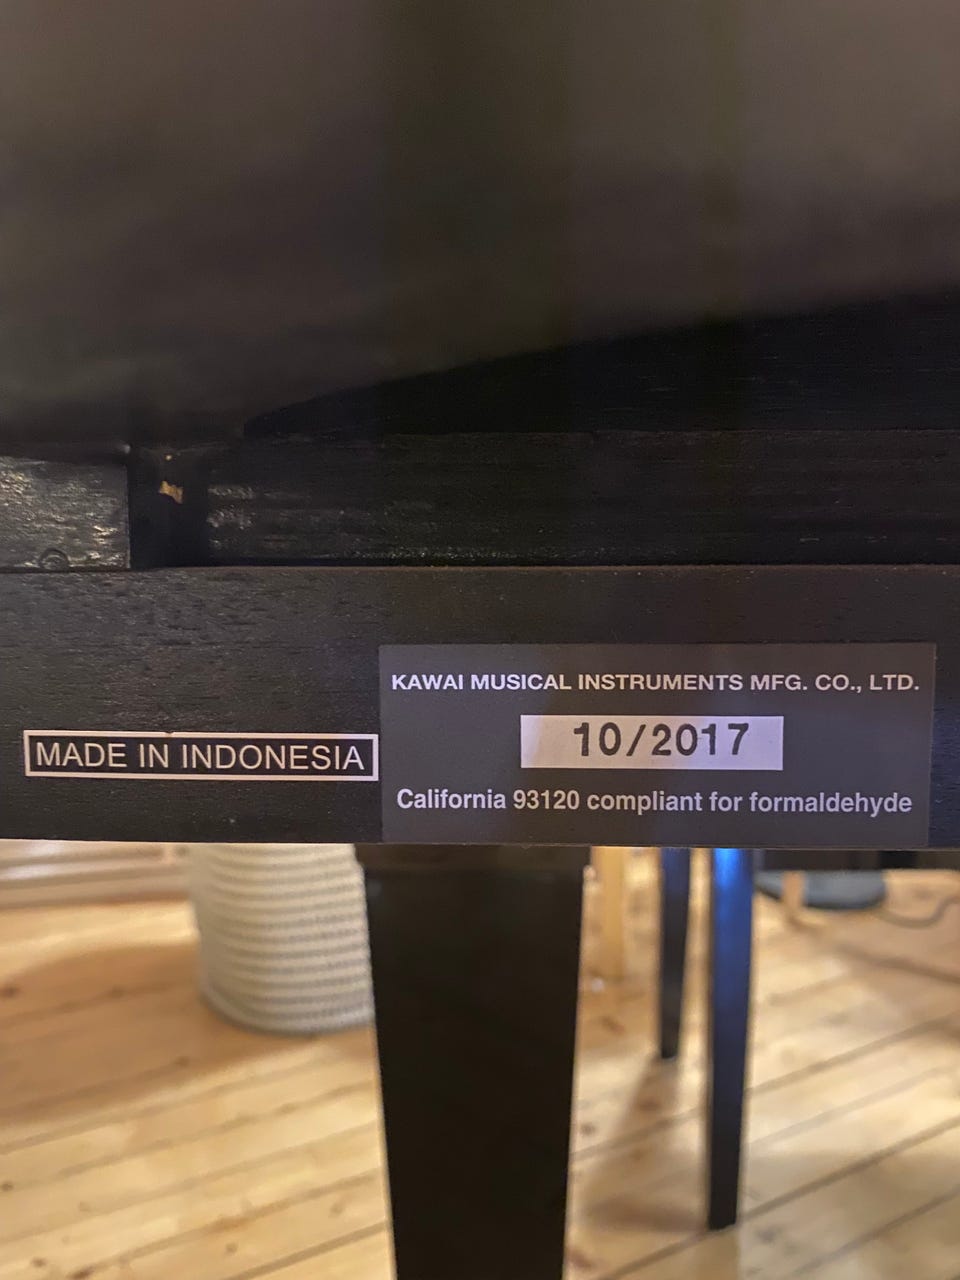 KAWAI MUSICAL INSTRUMENTS MFG. CO., LTD.
10/2017
MADE IN INDONESIA
California 93120 compliant for formaldehyde